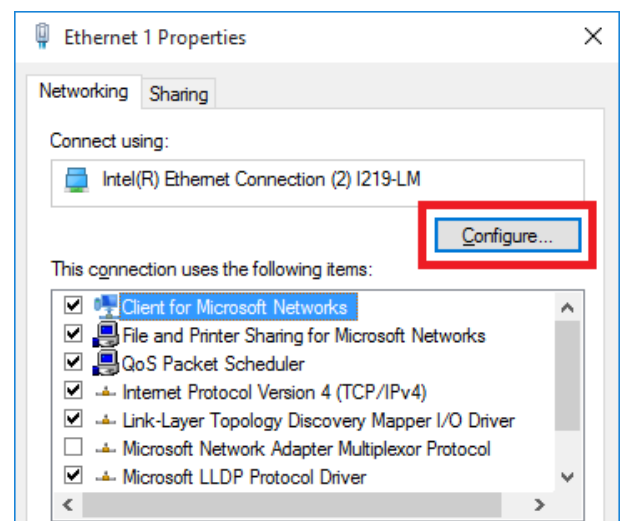 Ethernet 1 Properties
Networking
Sharing
Connect using:
Intel(R) Ethernet Connection (2) I219-LM
Configure...
This connection uses the following items:
Client for Microsoft Networks
File and Printer Sharing for Microsoft Networks
QoS Packet Scheduler
Internet Protocol Version 4 (TCP/IPv4)
Link-Layer Topology Discovery Mapper I/O Driver
Microsoft Network Adapter Multiplexor Protocol
Microsoft LLDP Protocol Driver